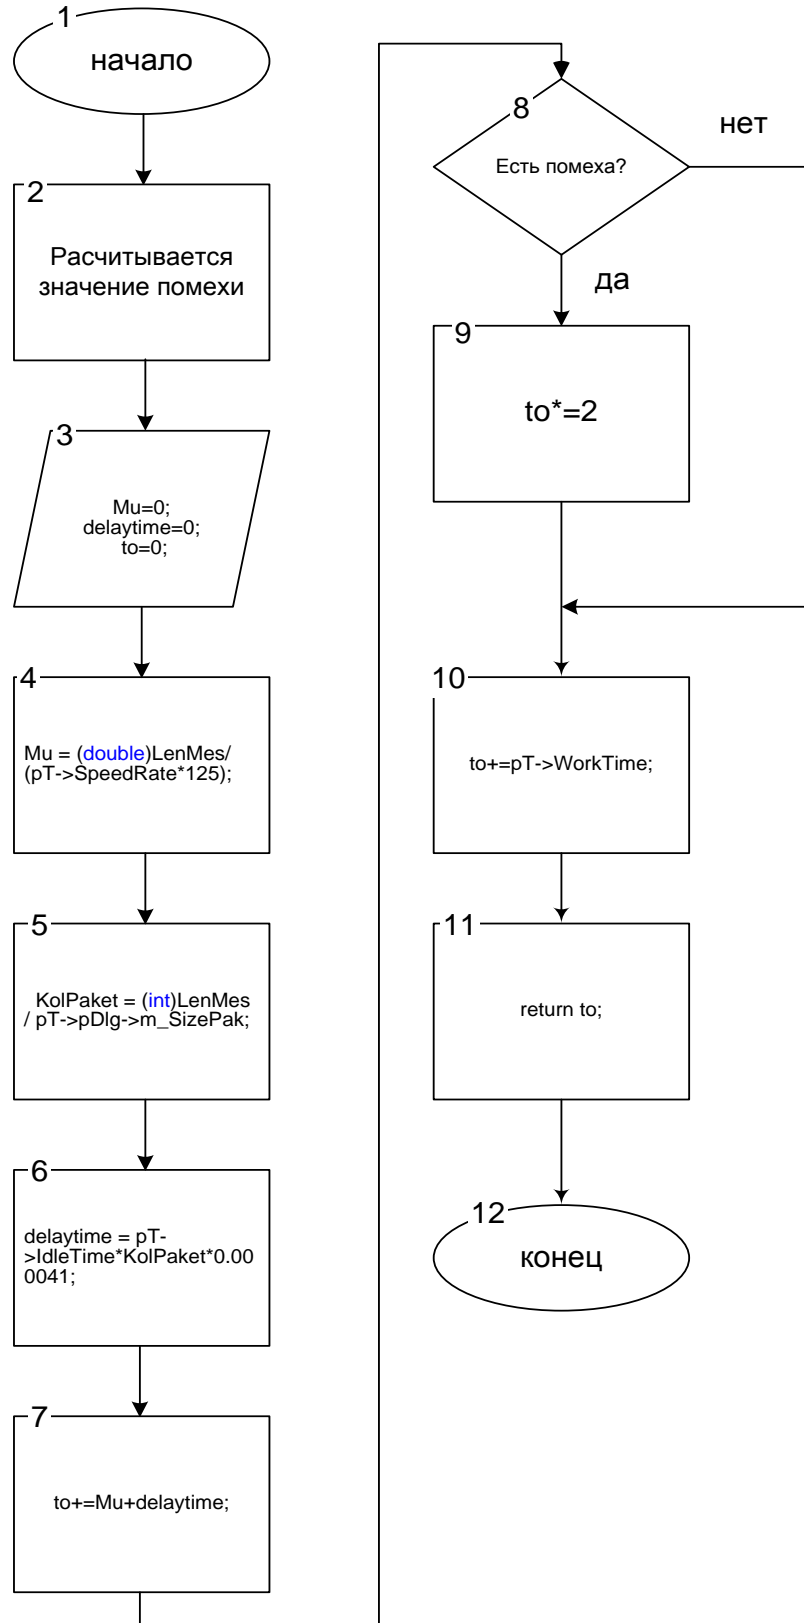 1
начало
2
Расчитывается
значение помехи
3
Mu=0;
delaytime=0;
to=0;
4
Mu = (double)LenMes/
(pT->SpeedRate*125);
5
KolPaket = (int)LenMes
/ pT->pDlg->m_SizePak;
6
delaytime = pT-
>IdleTime*KolPaket*0.00
0041;
7
to+=Mu+delaytime;
8
Есть помеха?
нет
да
9
to*=2
10
to+=pT->WorkTime;
11
return to;
12
конец